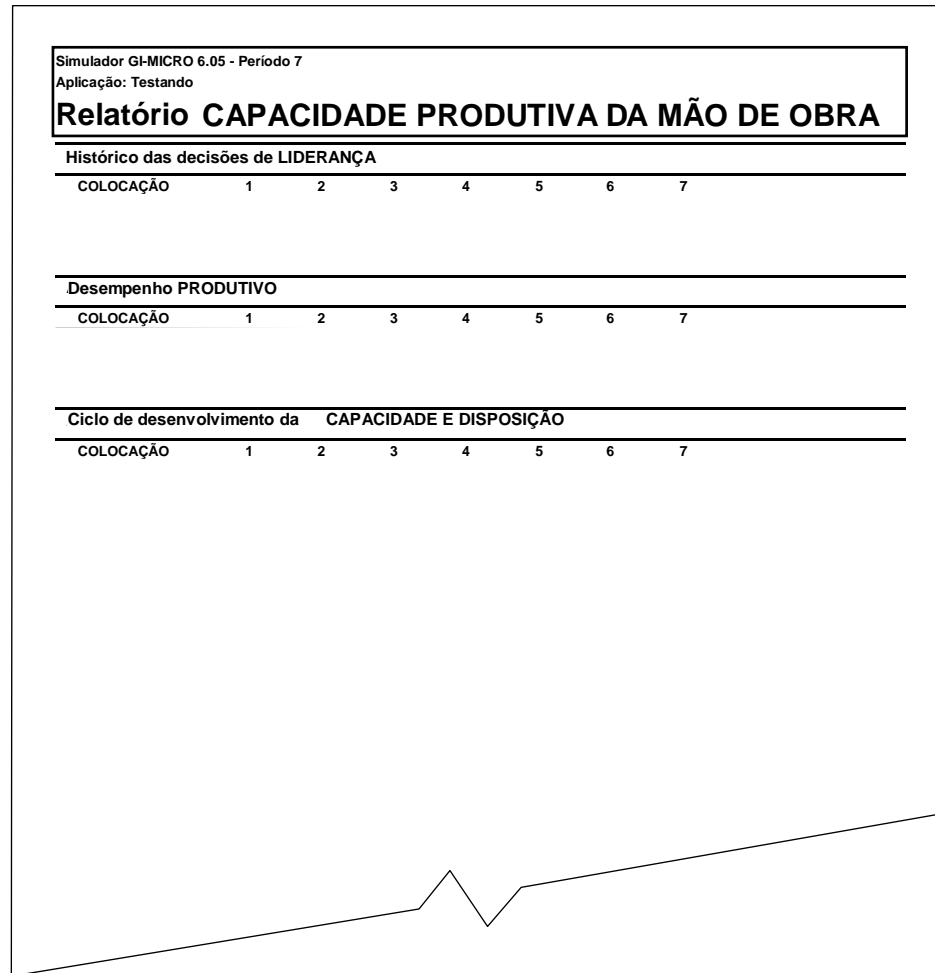 Simulador GI-MICRO 6.05 - Período 7
Aplicação: Testando
Relatório CAPACIDADE PRODUTIVA DA MÃO DE OBRA
Histórico das decisões de LIDERANÇA
COLOCAÇÃO 1 2 3 4 5 6 7
Desempenho PRODUTIVO
COLOCAÇÃO 1 2 3 4 5 6 7
Ciclo de desenvolvimento da CAPACIDADE E DISPOSIÇÃO
COLOCAÇÃO 1 2 3 4 5 6 7